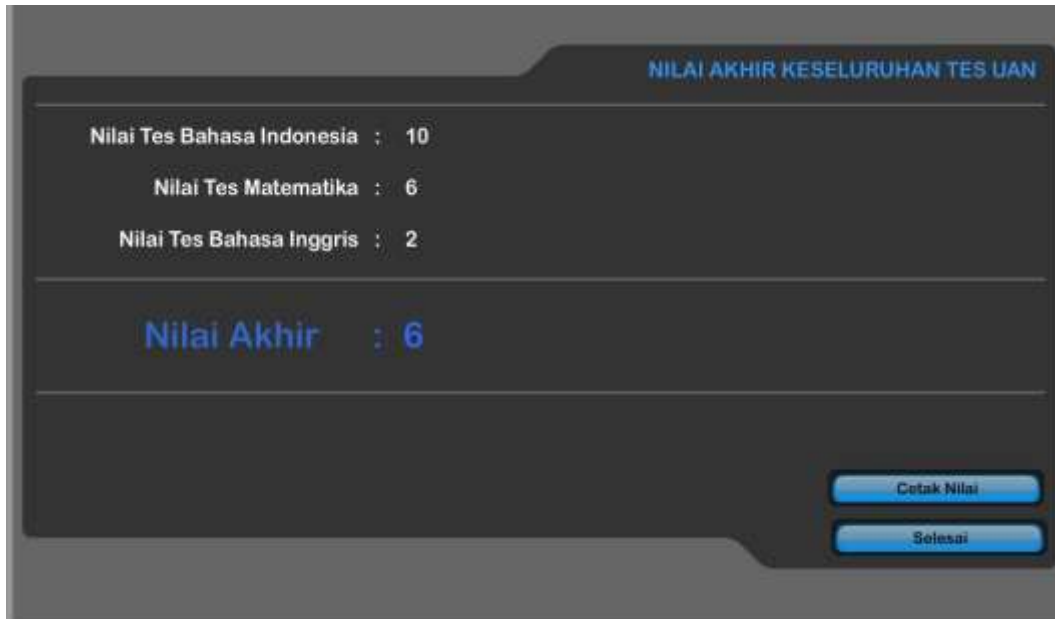 NILAI AKHIR KESELURUHAN TES UAN
Nilai Tes Bahasa Indonesia : 10
Nilai Tes Matematika : 6
Nilai Tes Bahasa Inggris : 2
Nilai Akhir : 6
Cetak Nilai
Selesai